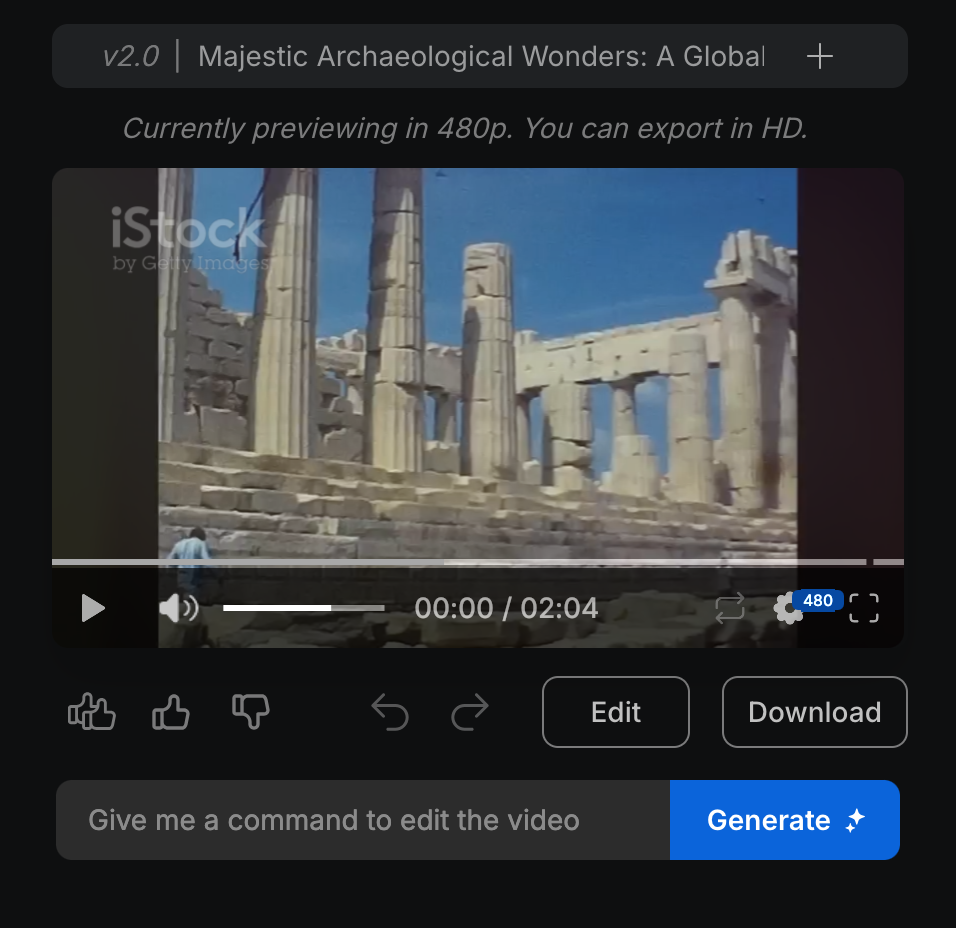 v2.0 | Majestic Archaeological Wonders: A Global
Currently previewing in 480p. You can export in HD.
iStock
by Getty Images
00:00 / 02:04
480
Edit
Download
Give me a command to edit the video
Generate